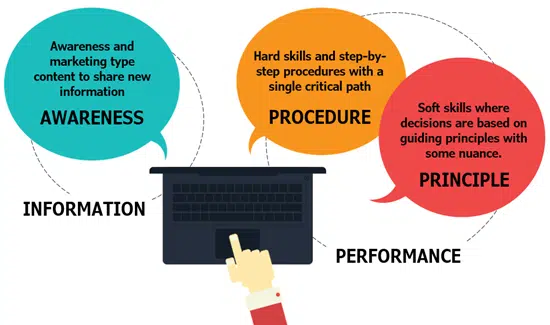 Awareness and
marketing type
content to share new
information
AWARENESS
Hard skills and step-by-
step procedures with a
single critical path
PROCEDURE
Soft skills where
decisions are based on
guiding principles with
some nuance.
PRINCIPLE
INFORMATION
PERFORMANCE